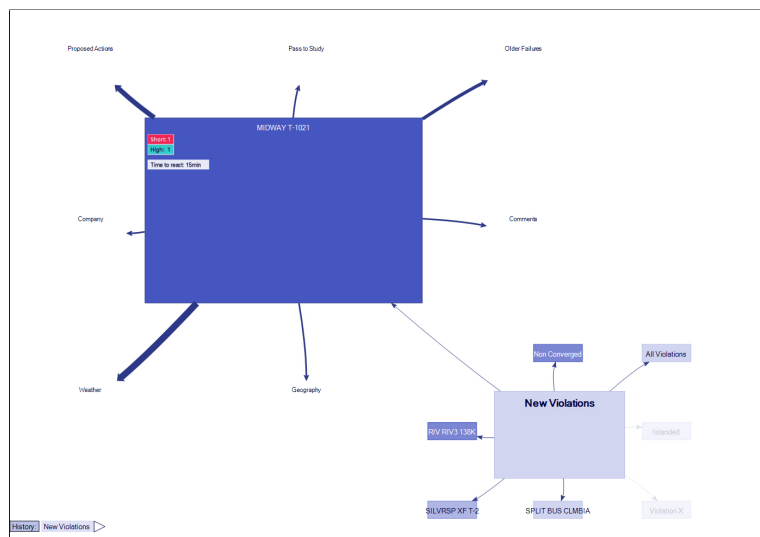 Proposed Actions
Pass to Study
Older Failures
MIDWAY T-1021
Short: 1
High: 1
Time to react: 15min
Company
Comments
Weather
Geography
Non Converged
All Violations
New Violations
RIV RIV3 138K
Islanded
SILVRSP XF T-2
SPLIT BUS CLMBIA
Violation X
History:
New Violations